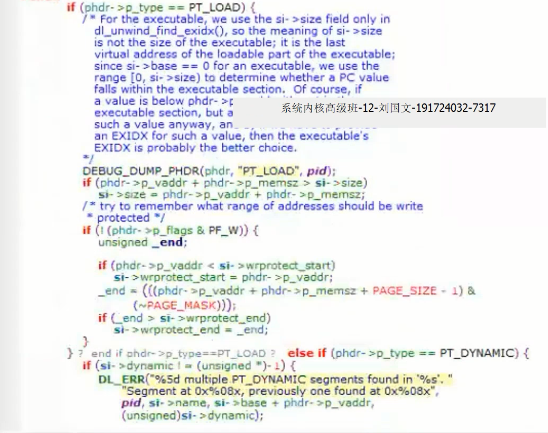 if (phdr->p_type == PT_LOAD) {
/* For the executable, we use the si->size field only in
dl_unwind_find_exidx(), so the meaning of si->size
is not the size of the executable; it is the last
virtual address of the loadable part of the executable;
since si->base == 0 for an executable, we use the
range [0, si->size) to determine whether a PC value
falls within the executable section. Of course, if
a value is below phdr->
系统内核高级班-12-刘国文-191724032-7317
executable section, but a
such a value anyway, and
an EXIDX for such a value, then the executable's
EXIDX is probably the better choice.
*/
DEBUG_DUMP_PHDR(phdr, "PT_LOAD", pid);
if (phdr->p_vaddr + phdr->p_memsz > si->size)
si->size = phdr->p_vaddr + phdr->p_memsz;
/* try to remember what range of addresses should be write
* protected */
if (! (phdr->p_flags & PF_W)) {
unsigned _end;
if (phdr->p_vaddr < si->wrprotect_start)
si->wrprotect_start = phdr->p_vaddr;
_end = (((phdr->p_vaddr + phdr->p_memsz + PAGE_SIZE - 1) &
(~PAGE_MASK)));
if (_end > si->wrprotect_end)
si->wrprotect_end = _end;
}
} ? end if phdr->p_type==PT_LOAD ? else if (phdr->p_type == PT_DYNAMIC) {
if (si->dynamic != (unsigned *)-1) {
DL_ERR("%5d multiple PT_DYNAMIC segments found in '%s'. "
"Segment at 0x%08x, previously one found at 0x%08x",
pid, si->name, si->base + phdr->p_vaddr,
(unsigned)si->dynamic);